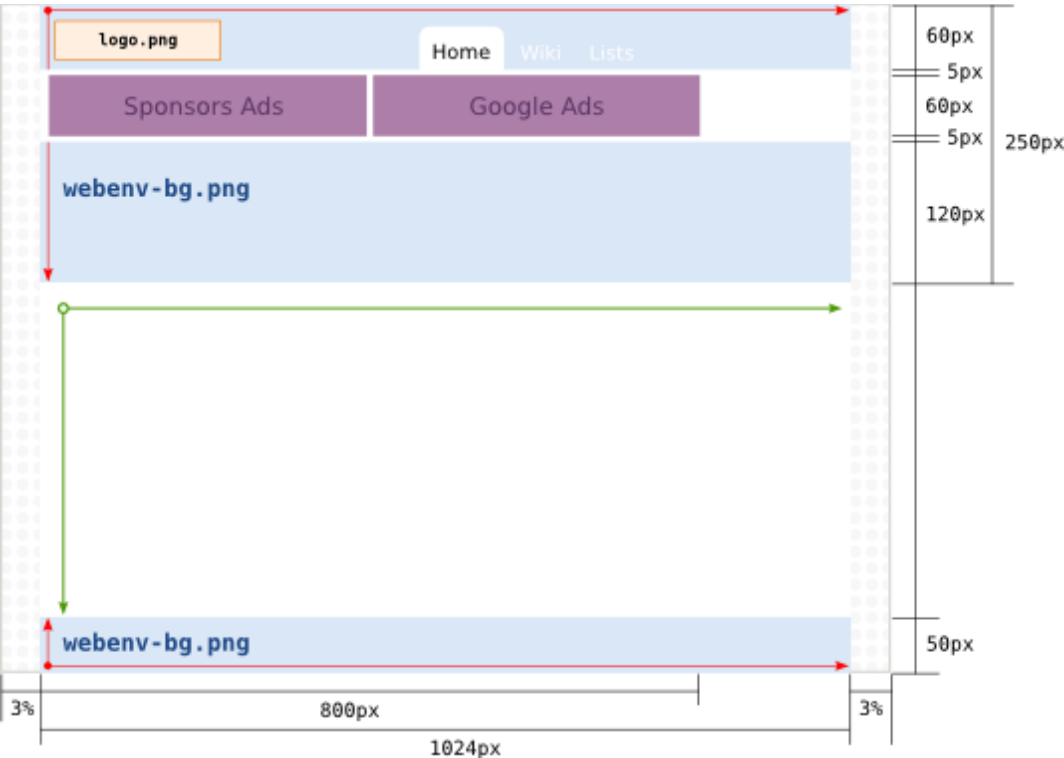 logo.png
Home Wiki Lists
60px
5px
Sponsors Ads Google Ads
60px
5px
250px
webenv-bg.png
120px
webenv-bg.png
50px
3% 800px 3%
1024px